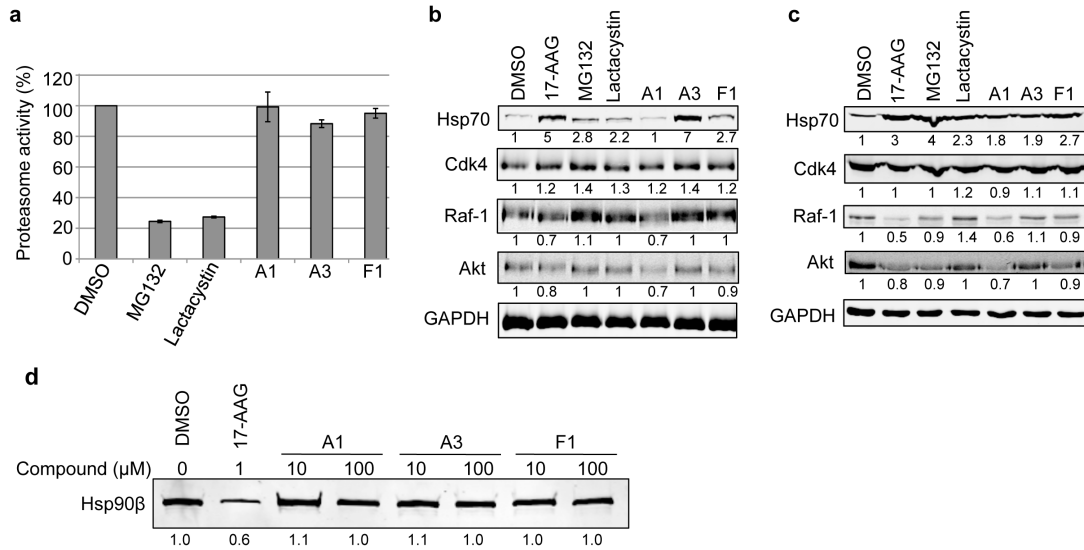 a
Proteasome activity (%)
120
100
80
60
40
20
0
DMSO
MG132
Lactacystin
A1
A3
F1
b
DMSO
17-AAG
MG132
Lactacystin
A1
A3
F1
Hsp70
1 5 2.8 2.2 1 7 2.7
Cdk4
1 1.2 1.4 1.3 1.2 1.4 1.2
Raf-1
1 0.7 1.1 1 0.7 1 1
Akt
1 0.8 1 1 0.7 1 0.9
GAPDH
c
DMSO
17-AAG
MG132
Lactacystin
A1
A3
F1
Hsp70
1 3 4 2.3 1.8 1.9 2.7
Cdk4
1 1 1 1.2 0.9 1.1 1.1
Raf-1
1 0.5 0.9 1.4 0.6 1.1 0.9
Akt
1 0.8 0.9 1 0.7 1 0.9
GAPDH
d
DMSO
17-AAG
A1 A3 F1
Compound (µM) 0 1 10 100 10 100 10 100
Hsp90β
1.0 0.6 1.1 1.0 1.1 1.0 1.0 1.0